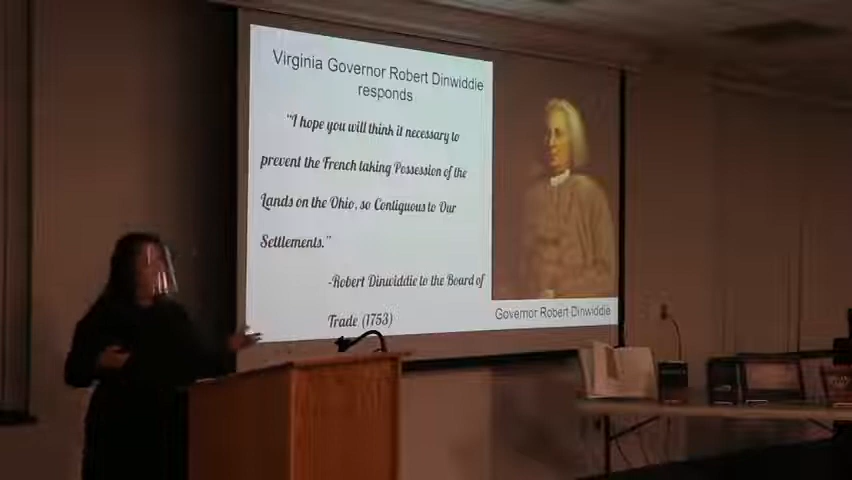 Virginia Governor Robert Dinwiddie
responds
"I hope you will think it necessary to
prevent the French taking Possession of the
Lands on the Ohio, so Contiguous to Our
Settlements."
-Robert Dinwiddie to the Board of
Trade (1753)
Governor Robert Dinwiddie